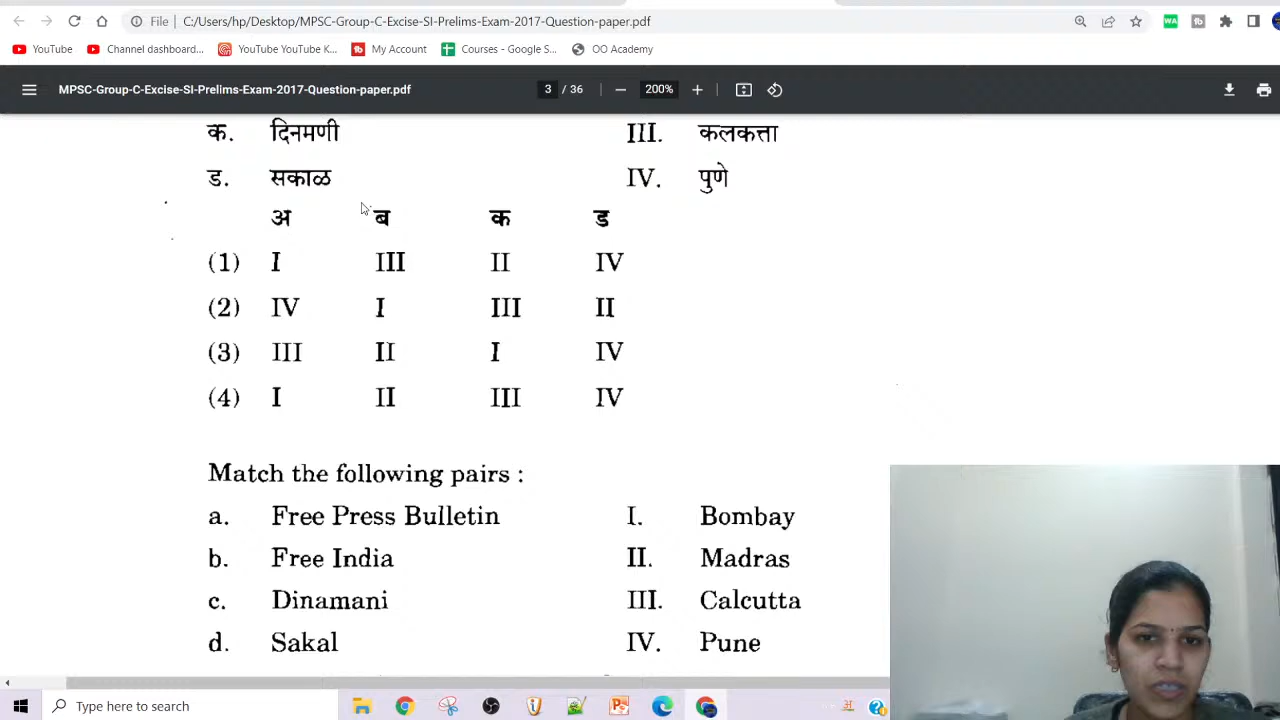 File C:/Users/hp/Desktop/MPSC-Group-C-Excise-SI-Prelims-Exam-2017-Question-paper.pdf
YouTube Channel dashboard... YouTube YouTube K... My Account Courses - Google S... OO Academy
MPSC-Group-C-Excise-SI-Prelims-Exam-2017-Question-paper.pdf 3 / 36 200%
क. दिनमणी III. कलकत्ता
ड. सकाळ IV. पुणे
अ ब क ड
(1) I III II IV
(2) IV I III II
(3) III II I IV
(4) I II III IV
Match the following pairs :
a. Free Press Bulletin I. Bombay
b. Free India II. Madras
c. Dinamani III. Calcutta
d. Sakal IV. Pune
Type here to search